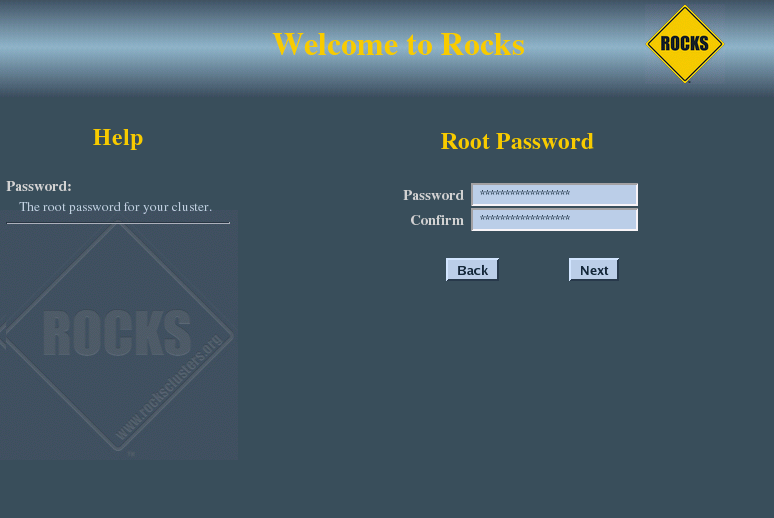 Welcome to Rocks
ROCKS
Help
Password:
The root password for your cluster.
ROCKS
www.rocksclusters.org
TM
Root Password
Password ******************
Confirm ******************
Back Next